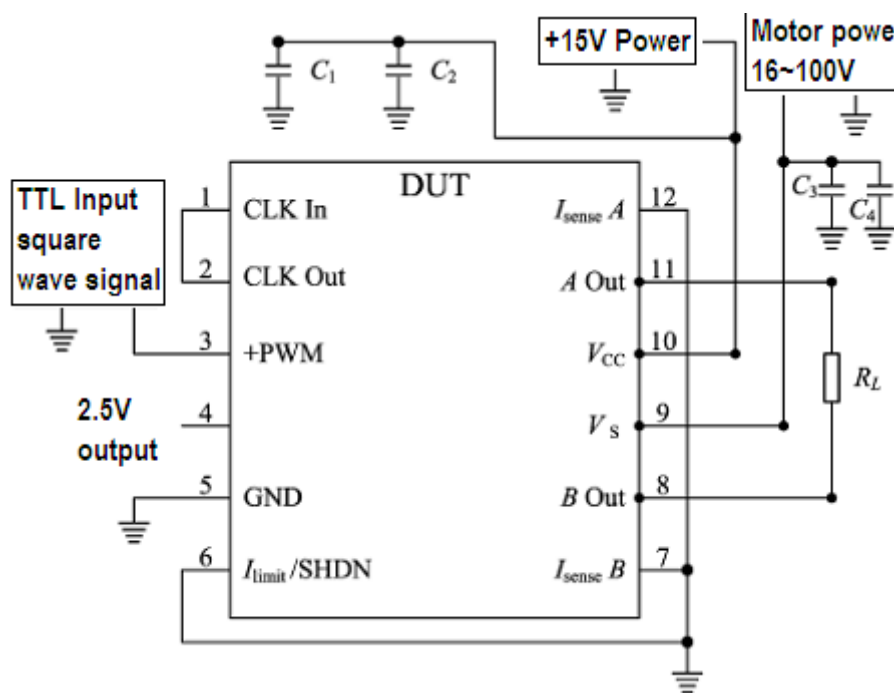 +15V Power
Motor powe
16~100V
C1
C2
C3
C4
DUT
TTL Input
square
wave signal
1
CLK In
2
CLK Out
3
+PWM
2.5V
output
4
5
GND
6
Ilimit/SHDN
Isense A
12
A Out
11
VCC
10
VS
9
B Out
8
Isense B
7
RL